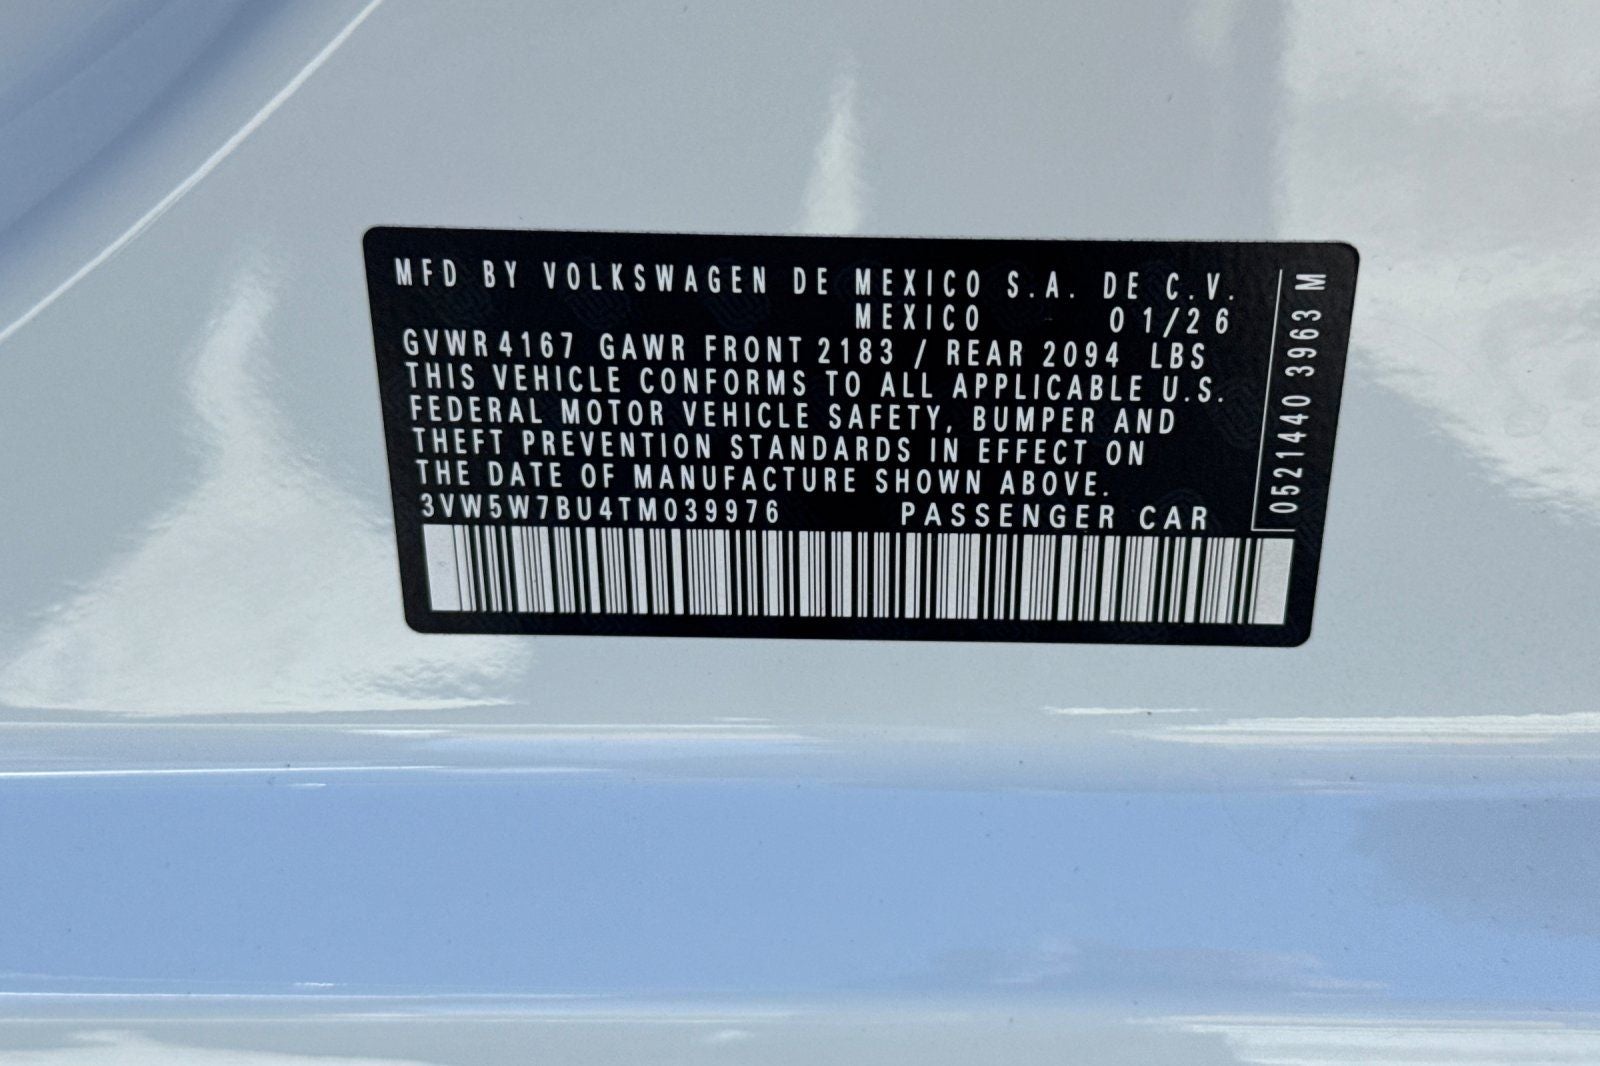 MFD BY VOLKSWAGEN DE MEXICO S.A. DE C.V.
MEXICO 01/26
GVWR 4167 GAWR FRONT 2183 / REAR 2094 LBS
THIS VEHICLE CONFORMS TO ALL APPLICABLE U.S.
FEDERAL MOTOR VEHICLE SAFETY, BUMPER AND
THEFT PREVENTION STANDARDS IN EFFECT ON
THE DATE OF MANUFACTURE SHOWN ABOVE.
3VW5W7BU4TM039976 PASSENGER CAR
0521440 3963 M